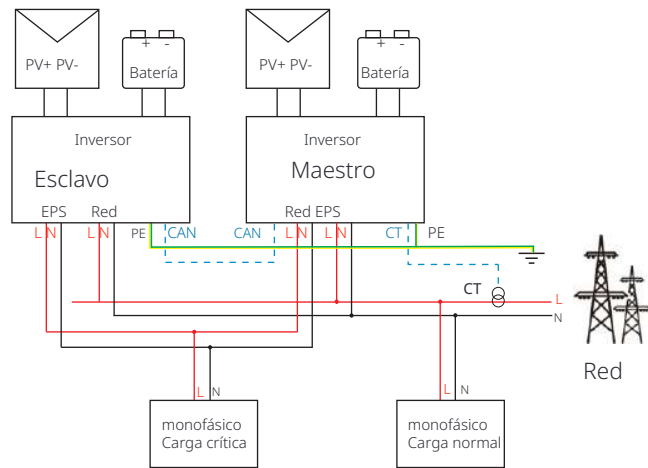 + -
+ -
PV+ PV-
Batería
PV+ PV-
Batería
Inversor
Esclavo
Inversor
Maestro
EPS Red
Red EPS
L N L N PE CAN
CAN L N L N CT PE
CT
L
N
Red
L N
L N
monofásico
Carga crítica
monofásico
Carga normal